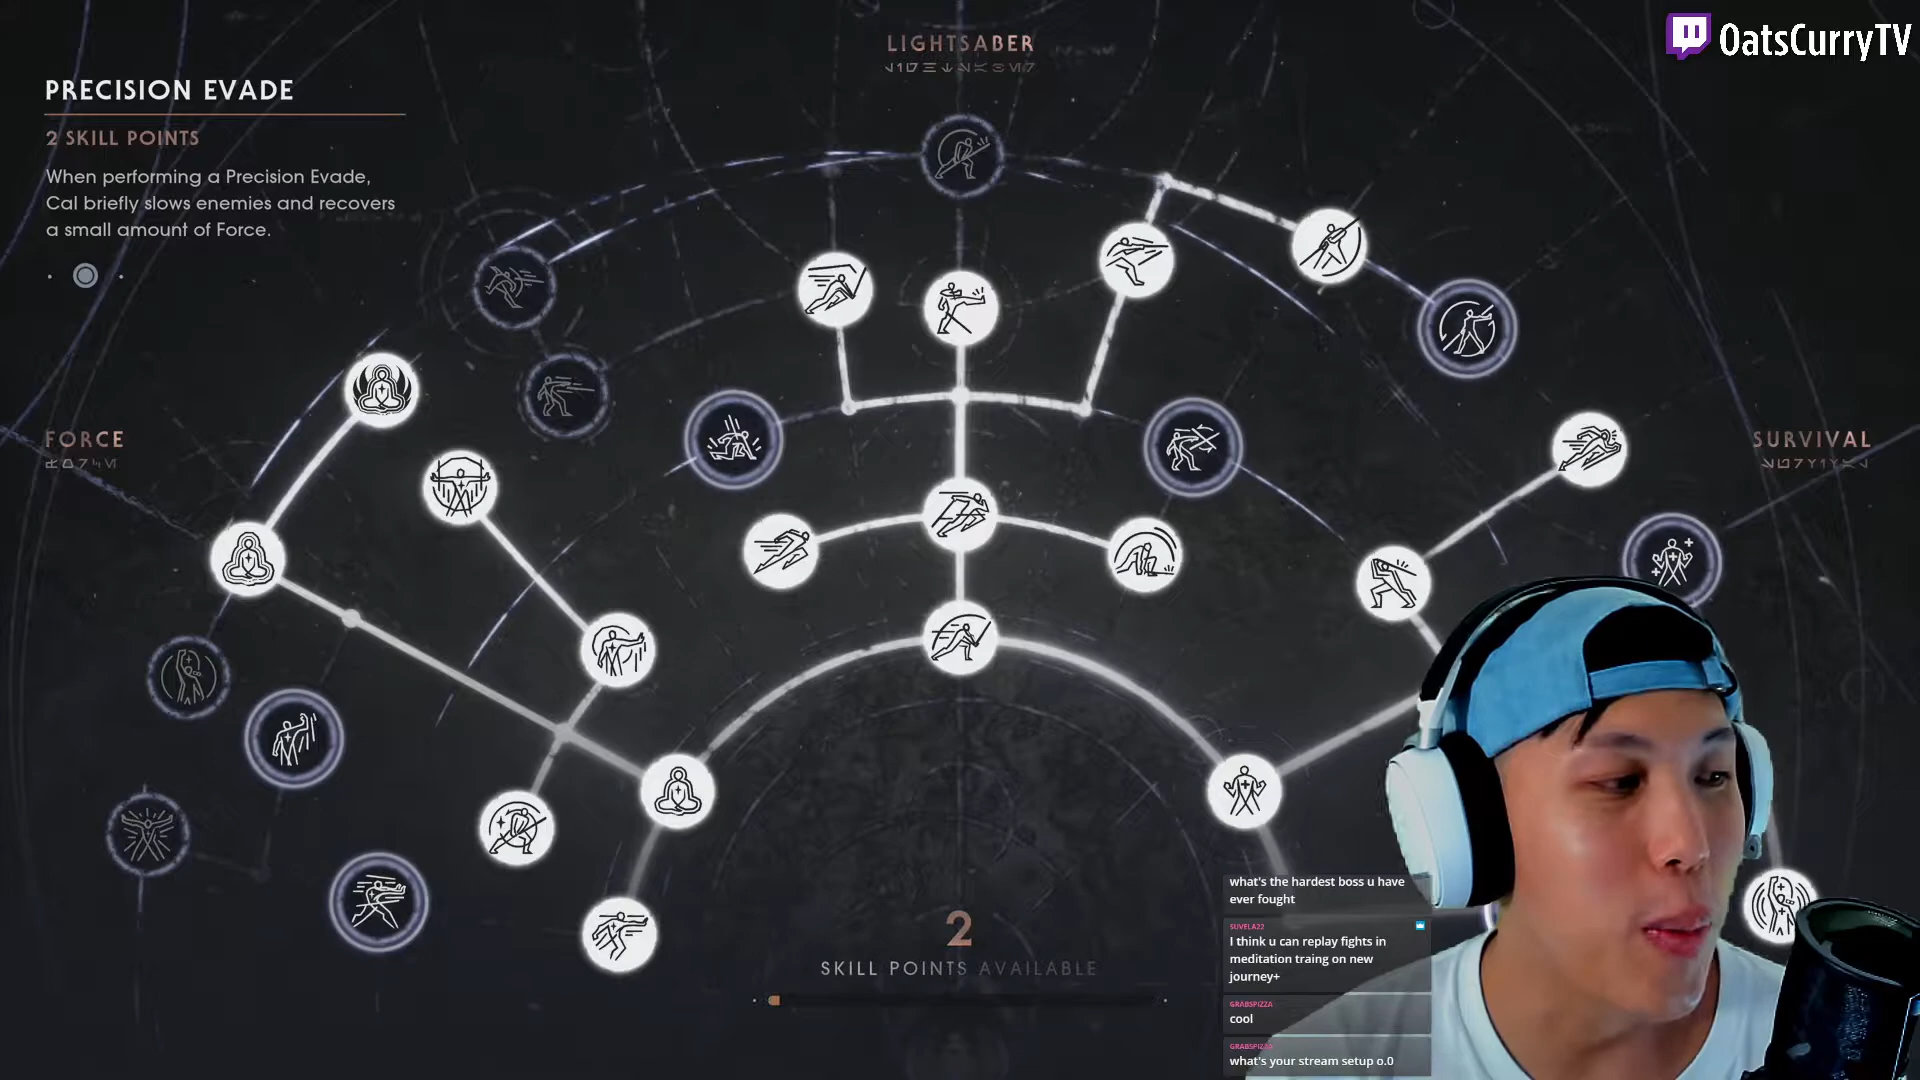 OatsCurryTV
LIGHTSABER
PRECISION EVADE
2 SKILL POINTS
When performing a Precision Evade,
Cal briefly slows enemies and recovers
a small amount of Force.
FORCE
SURVIVAL
2
SKILL POINTS AVAILABLE
what's the hardest boss u have
ever fought
SUVELA22
I think u can replay fights in
meditation traing on new
journey+
GRABSPIZZA
cool
GRABSPIZZA
what's your stream setup o.0